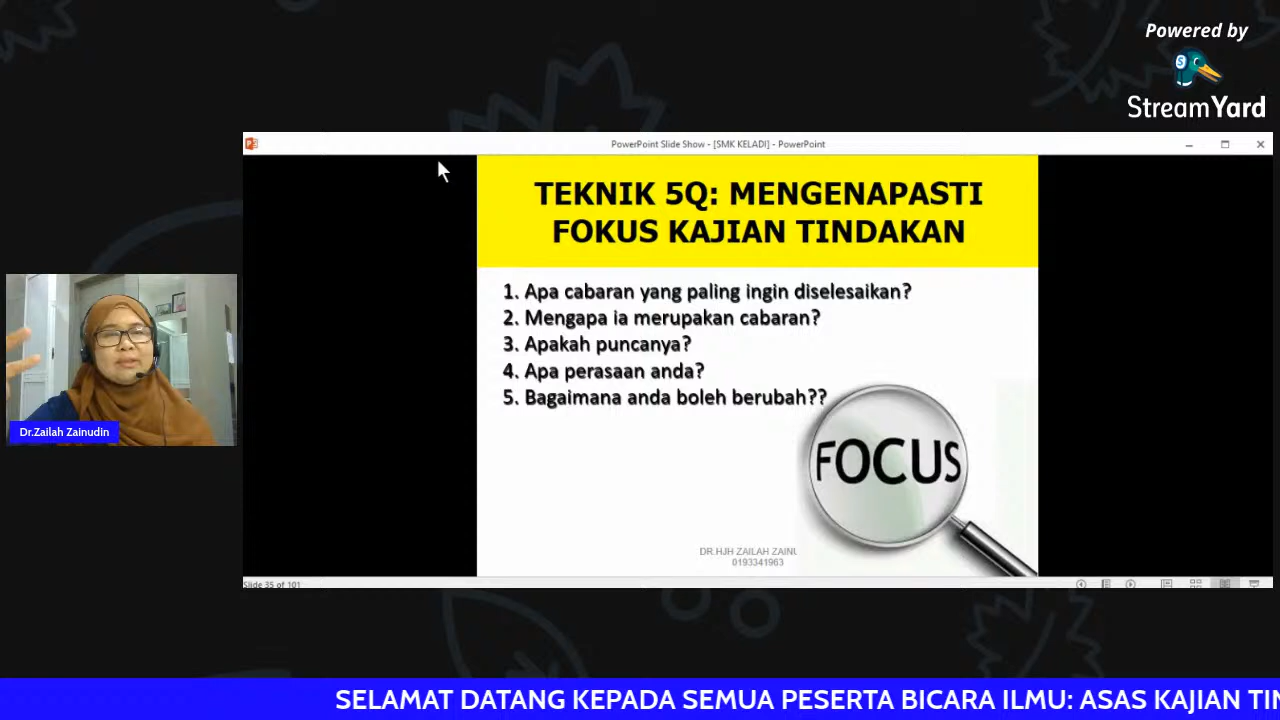 Powered by
StreamYard
PowerPoint Slide Show - [SMK KELADI] - PowerPoint
TEKNIK 5Q: MENGENAPASTI
FOKUS KAJIAN TINDAKAN
1. Apa cabaran yang paling ingin diselesaikan?
2. Mengapa ia merupakan cabaran?
3. Apakah puncanya?
4. Apa perasaan anda?
5. Bagaimana anda boleh berubah??
FOCUS
Dr.Zailah Zainudin
DR.HJH ZAILAH ZAINU
0193341963
Slide 35 of 101
SELAMAT DATANG KEPADA SEMUA PESERTA BICARA ILMU: ASAS KAJIAN TIN